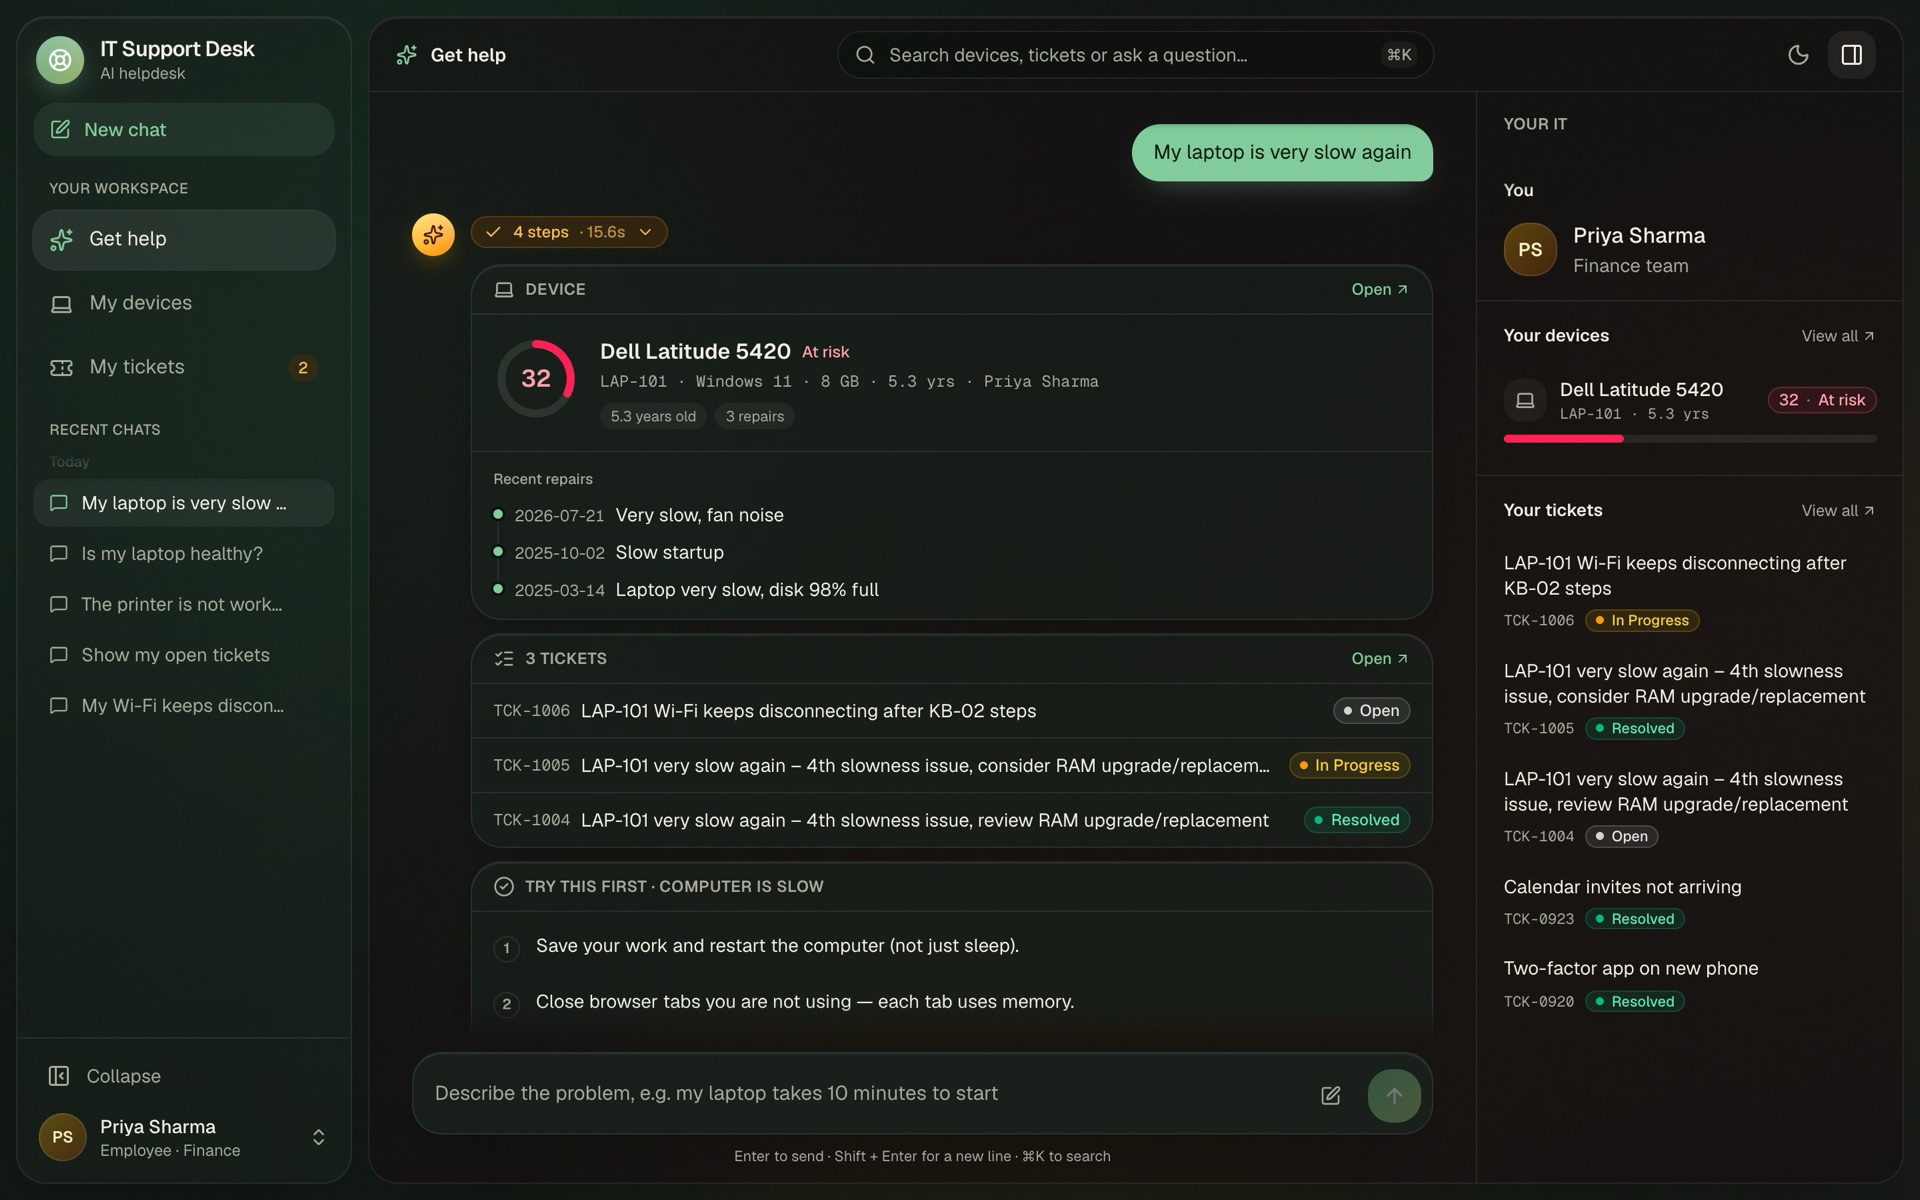 IT Support Desk
AI helpdesk
New chat
YOUR WORKSPACE
Get help
My devices
My tickets
2
RECENT CHATS
Today
My laptop is very slow ...
Is my laptop healthy?
The printer is not work...
Show my open tickets
My Wi-Fi keeps discon...
Collapse
PS
Priya Sharma
Employee · Finance
Get help
Search devices, tickets or ask a question...
⌘K
My laptop is very slow again
4 steps · 15.6s
DEVICE
Open ↗
32
Dell Latitude 5420 At risk
LAP-101 · Windows 11 · 8 GB · 5.3 yrs · Priya Sharma
5.3 years old
3 repairs
Recent repairs
2026-07-21 Very slow, fan noise
2025-10-02 Slow startup
2025-03-14 Laptop very slow, disk 98% full
3 TICKETS
Open ↗
TCK-1006 LAP-101 Wi-Fi keeps disconnecting after KB-02 steps Open
TCK-1005 LAP-101 very slow again – 4th slowness issue, consider RAM upgrade/replacem... In Progress
TCK-1004 LAP-101 very slow again – 4th slowness issue, review RAM upgrade/replacement Resolved
TRY THIS FIRST · COMPUTER IS SLOW
1 Save your work and restart the computer (not just sleep).
2 Close browser tabs you are not using — each tab uses memory.
Describe the problem, e.g. my laptop takes 10 minutes to start
Enter to send · Shift + Enter for a new line · ⌘K to search
YOUR IT
You
PS
Priya Sharma
Finance team
Your devices
View all ↗
Dell Latitude 5420
LAP-101 · 5.3 yrs
32 · At risk
Your tickets
View all ↗
LAP-101 Wi-Fi keeps disconnecting after
KB-02 steps
TCK-1006 In Progress
LAP-101 very slow again – 4th slowness
issue, consider RAM upgrade/replacement
TCK-1005 Resolved
LAP-101 very slow again – 4th slowness
issue, review RAM upgrade/replacement
TCK-1004 Open
Calendar invites not arriving
TCK-0923 Resolved
Two-factor app on new phone
TCK-0920 Resolved